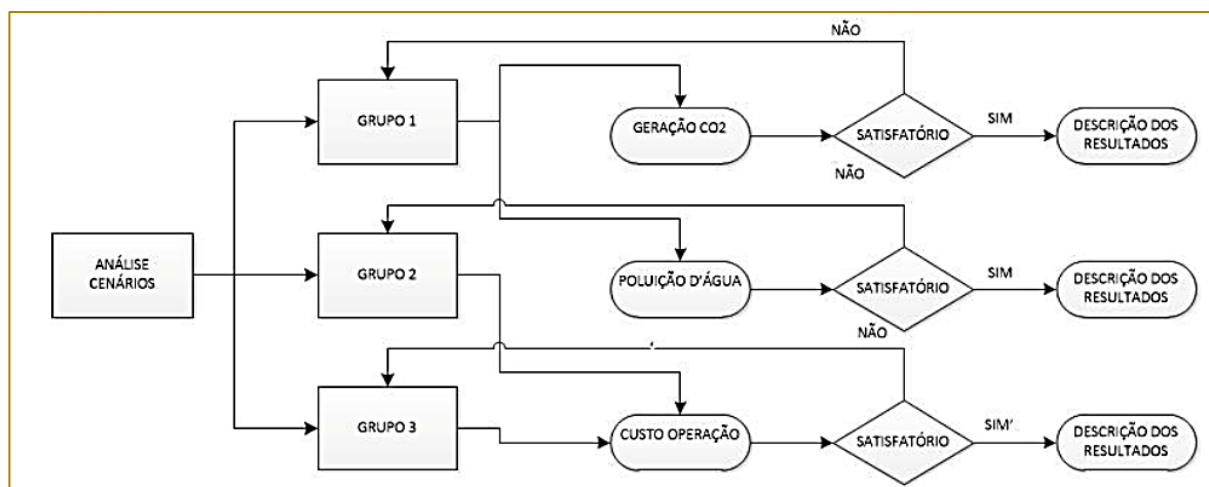 NÃO
GRUPO 1
GERAÇÃO CO2
SATISFATÓRIO
SIM
DESCRIÇÃO DOS
RESULTADOS
NÃO
ANÁLISE
CENÁRIOS
GRUPO 2
POLUIÇÃO D'ÁGUA
SATISFATÓRIO
SIM
DESCRIÇÃO DOS
RESULTADOS
NÃO
GRUPO 3
CUSTO OPERAÇÃO
SATISFATÓRIO
SIM'
DESCRIÇÃO DOS
RESULTADOS